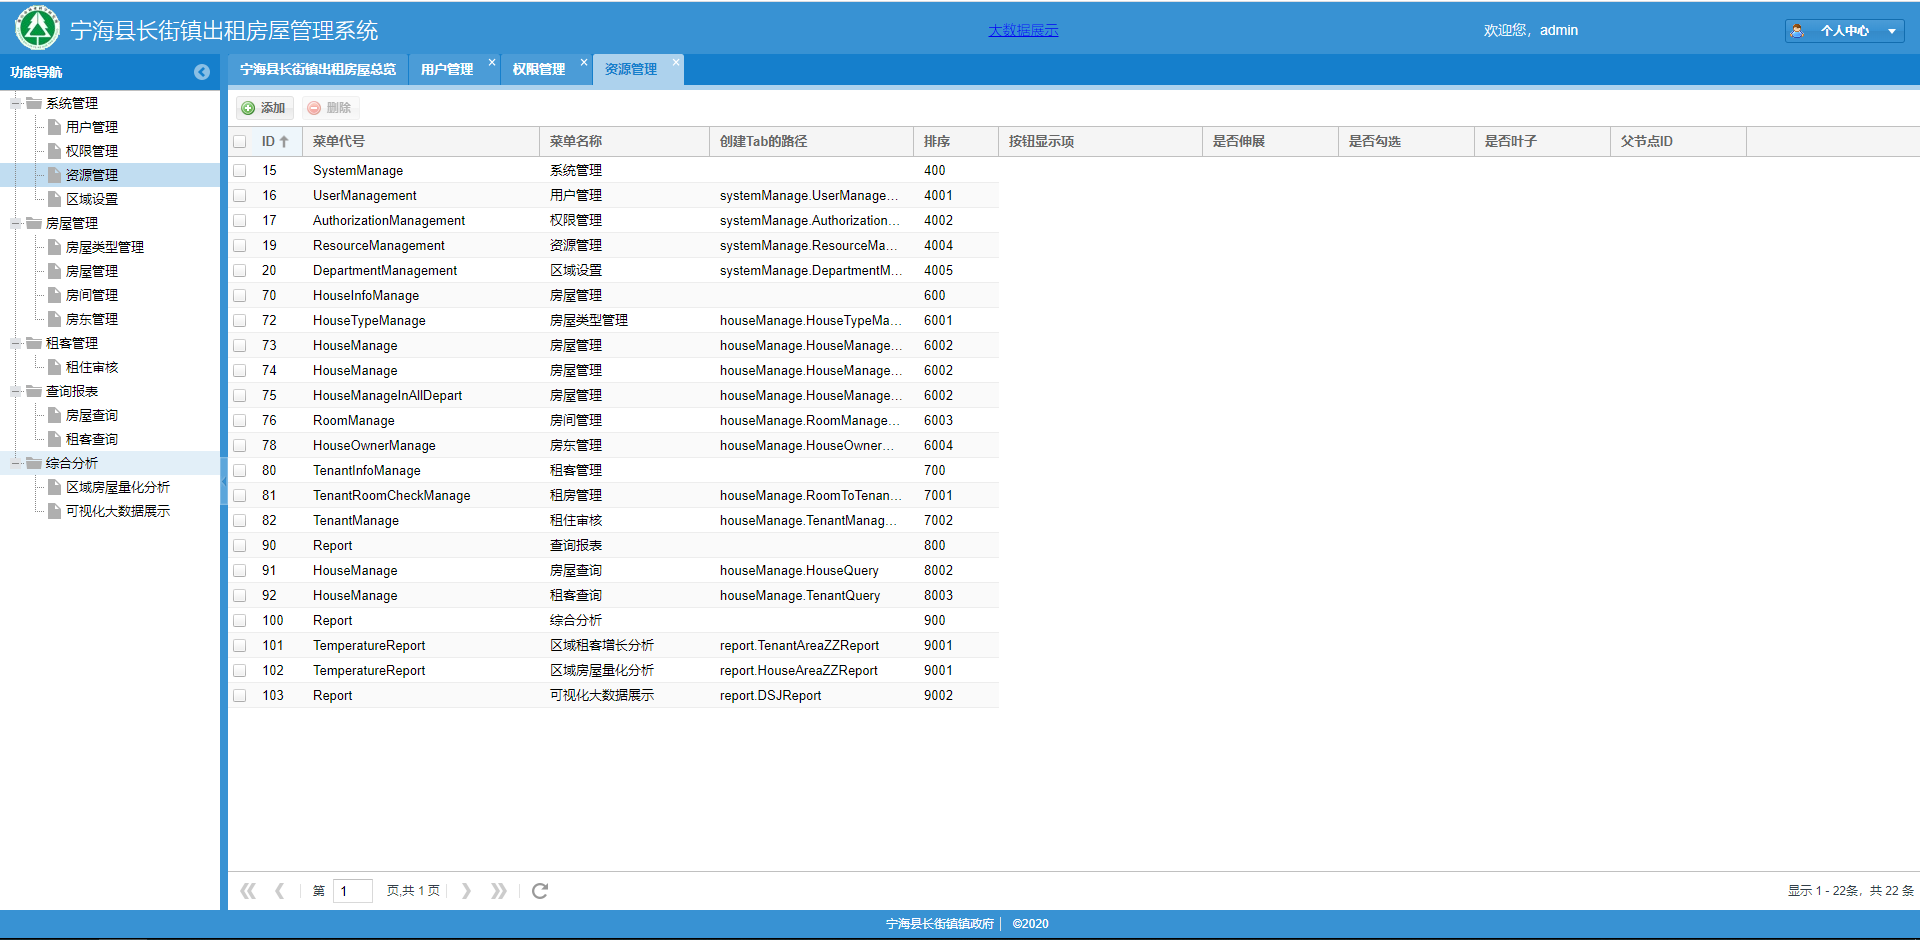 宁海县长街镇出租房屋管理系统
大数据展示
欢迎您，admin
个人中心
功能导航
宁海县长街镇出租房屋总览 用户管理 权限管理 资源管理
系统管理
用户管理
权限管理
资源管理
区域设置
房屋管理
房屋类型管理
房屋管理
房间管理
房东管理
租客管理
租住审核
查询报表
房屋查询
租客查询
综合分析
区域房屋量化分析
可视化大数据展示
添加 删除
ID 菜单代号 菜单名称 创建Tab的路径 排序 按钮显示项 是否伸展 是否勾选 是否叶子 父节点ID
15 SystemManage 系统管理 400
16 UserManagement 用户管理 systemManage.UserManage... 4001
17 AuthorizationManagement 权限管理 systemManage.Authorization... 4002
19 ResourceManagement 资源管理 systemManage.ResourceMa... 4004
20 DepartmentManagement 区域设置 systemManage.DepartmentM... 4005
70 HouseInfoManage 房屋管理 600
72 HouseTypeManage 房屋类型管理 houseManage.HouseTypeMa... 6001
73 HouseManage 房屋管理 houseManage.HouseManage... 6002
74 HouseManage 房屋管理 houseManage.HouseManage... 6002
75 HouseManageInAllDepart 房屋管理 houseManage.HouseManage... 6002
76 RoomManage 房间管理 houseManage.RoomManage... 6003
78 HouseOwnerManage 房东管理 houseManage.HouseOwner... 6004
80 TenantInfoManage 租客管理 700
81 TenantRoomCheckManage 租房管理 houseManage.RoomToTenan... 7001
82 TenantManage 租住审核 houseManage.TenantManag... 7002
90 Report 查询报表 800
91 HouseManage 房屋查询 houseManage.HouseQuery 8002
92 HouseManage 租客查询 houseManage.TenantQuery 8003
100 Report 综合分析 900
101 TemperatureReport 区域租客增长分析 report.TenantAreaZZReport 9001
102 TemperatureReport 区域房屋量化分析 report.HouseAreaZZReport 9001
103 Report 可视化大数据展示 report.DSJReport 9002
第 1 页,共 1 页
显示 1 - 22条，共 22 条
宁海县长街镇镇政府 | ©2020